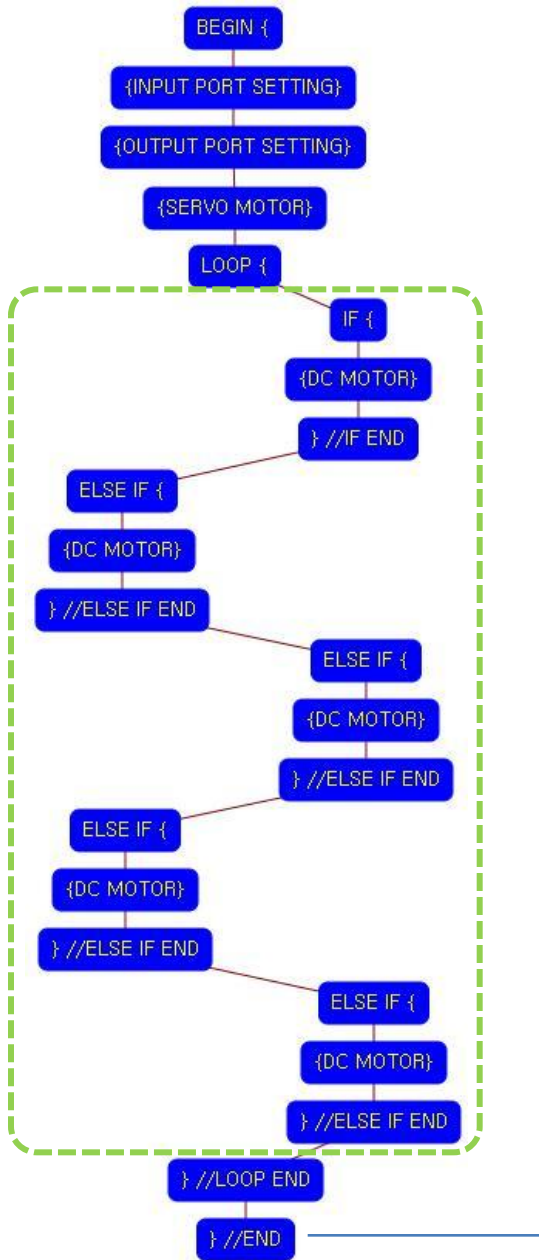 BEGIN {
{INPUT PORT SETTING}
{OUTPUT PORT SETTING}
{SERVO MOTOR}
LOOP {
IF {
{DC MOTOR}
} //IF END
ELSE IF {
{DC MOTOR}
} //ELSE IF END
ELSE IF {
{DC MOTOR}
} //ELSE IF END
ELSE IF {
{DC MOTOR}
} //ELSE IF END
ELSE IF {
{DC MOTOR}
} //ELSE IF END
} //LOOP END
} //END